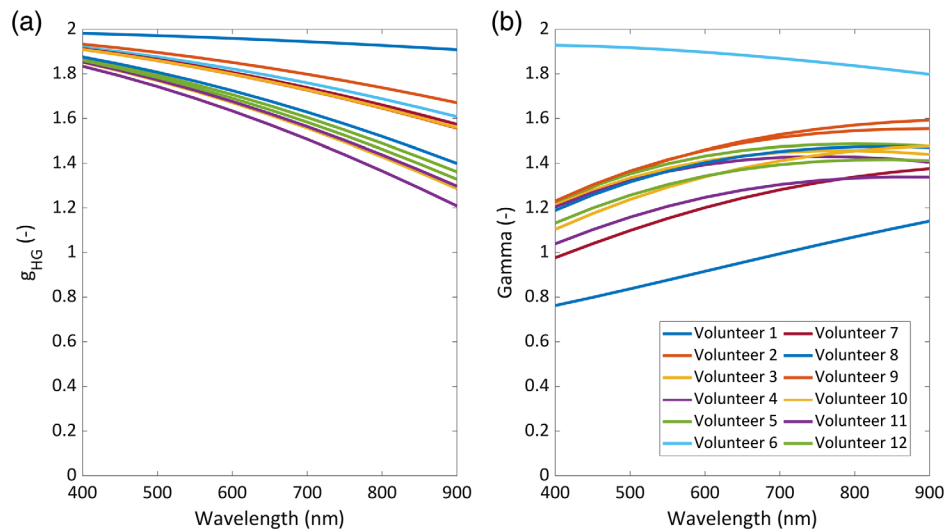 (a)
2
1.8
1.6
1.4
1.2
1
0.8
0.6
0.4
0.2
0
g_HG (-)
400 500 600 700 800 900
Wavelength (nm)
(b)
2
1.8
1.6
1.4
1.2
1
0.8
0.6
0.4
0.2
0
Gamma (-)
Volunteer 1 Volunteer 7
Volunteer 2 Volunteer 8
Volunteer 3 Volunteer 9
Volunteer 4 Volunteer 10
Volunteer 5 Volunteer 11
Volunteer 6 Volunteer 12
400 500 600 700 800 900
Wavelength (nm)